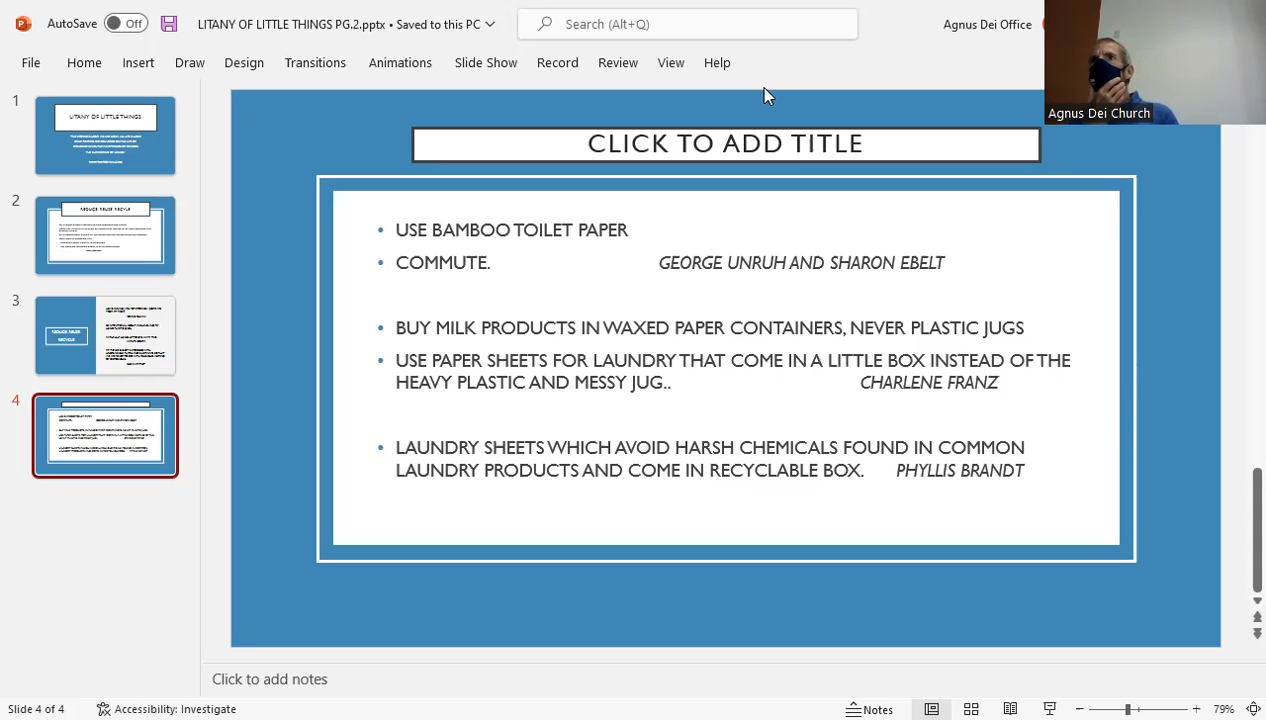 AutoSave Off LITANY OF LITTLE THINGS PG.2.pptx • Saved to this PC Search (Alt+Q) Agnus Dei Office
File Home Insert Draw Design Transitions Animations Slide Show Record Review View Help
Agnus Dei Church
1
LITANY OF LITTLE THINGS
2
REDUCE REUSE RECYCLE
3
REDUCE REUSE
RECYCLE
4
CLICK TO ADD TITLE
• USE BAMBOO TOILET PAPER
• COMMUTE. GEORGE UNRUH AND SHARON EBELT
• BUY MILK PRODUCTS IN WAXED PAPER CONTAINERS, NEVER PLASTIC JUGS
• USE PAPER SHEETS FOR LAUNDRY THAT COME IN A LITTLE BOX INSTEAD OF THE
HEAVY PLASTIC AND MESSY JUG.. CHARLENE FRANZ
• LAUNDRY SHEETS WHICH AVOID HARSH CHEMICALS FOUND IN COMMON
LAUNDRY PRODUCTS AND COME IN RECYCLABLE BOX. PHYLLIS BRANDT
Click to add notes
Slide 4 of 4 Accessibility: Investigate Notes 79%